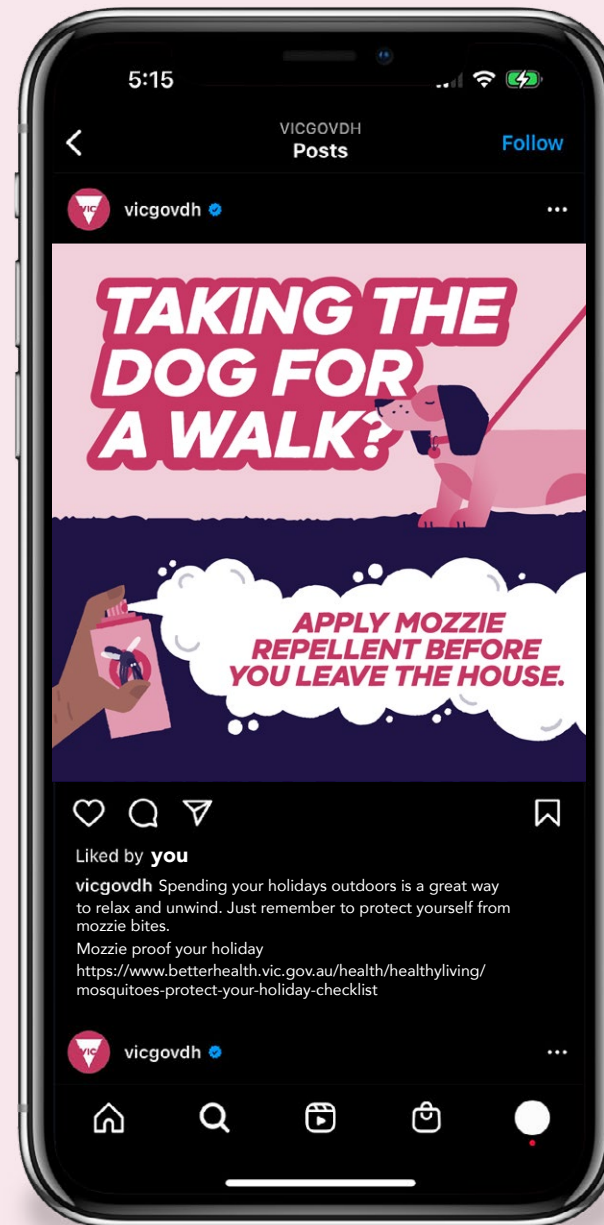 5:15
VICGOVDH
Posts
Follow
VIC
vicgovdh
TAKING THE
DOG FOR
A WALK?
APPLY MOZZIE
REPELLENT BEFORE
YOU LEAVE THE HOUSE.
Liked by you
vicgovdh Spending your holidays outdoors is a great way
to relax and unwind. Just remember to protect yourself from
mozzie bites.
Mozzie proof your holiday
https://www.betterhealth.vic.gov.au/health/healthyliving/
mosquitoes-protect-your-holiday-checklist
VIC
vicgovdh